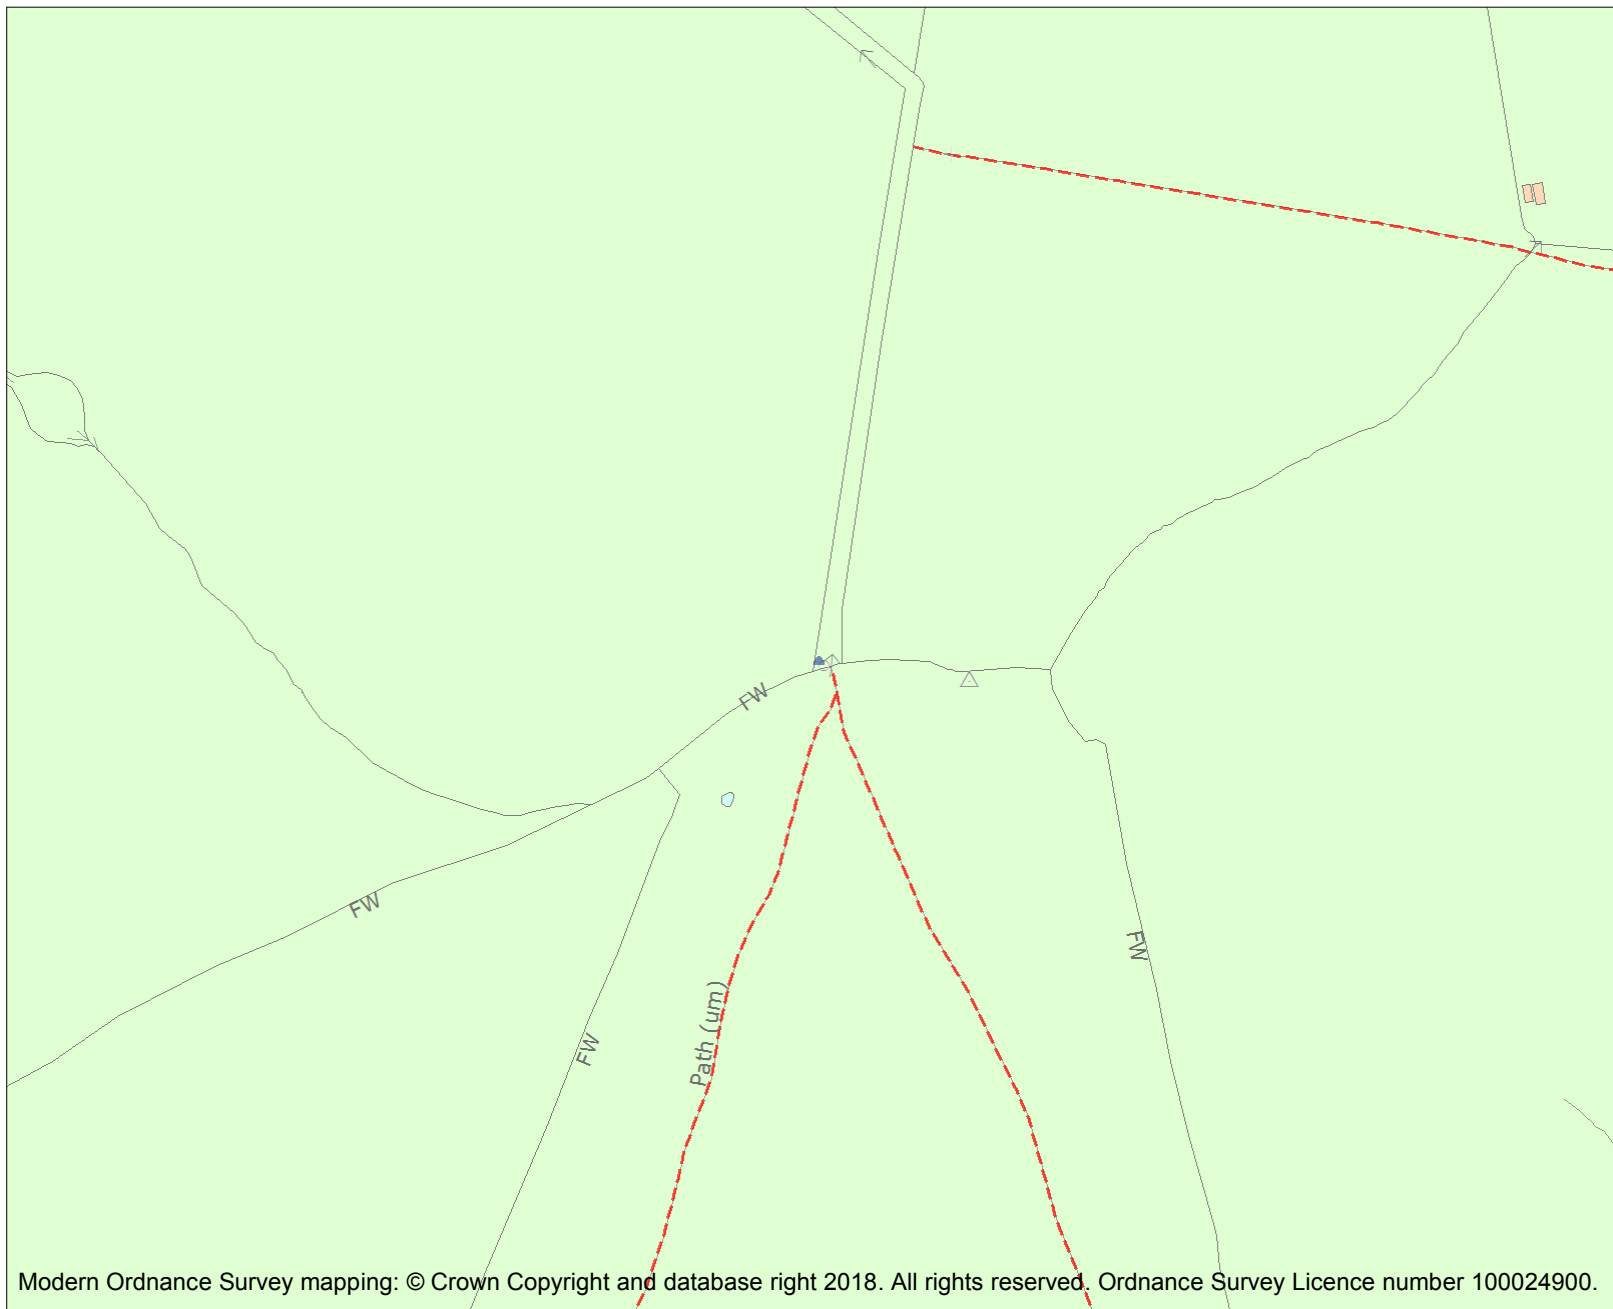 FW
FW
FW
FW
Path (um)
Modern Ordnance Survey mapping: © Crown Copyright and database right 2018. All rights reserved. Ordnance Survey Licence number 100024900.